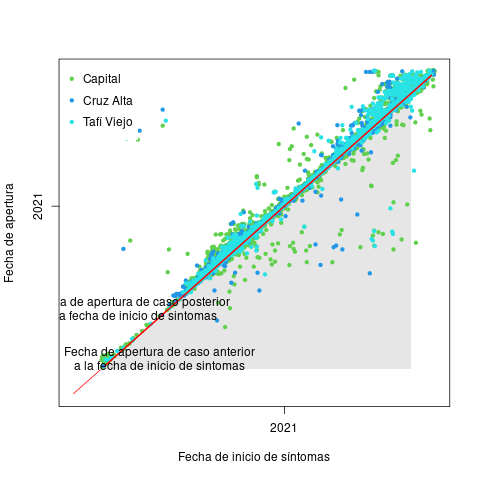 Capital
Cruz Alta
Tafí Viejo
2021
Fecha de apertura
a de apertura de caso posterior
a fecha de inicio de síntomas
Fecha de apertura de caso anterior
a la fecha de inicio de síntomas
2021
Fecha de inicio de síntomas